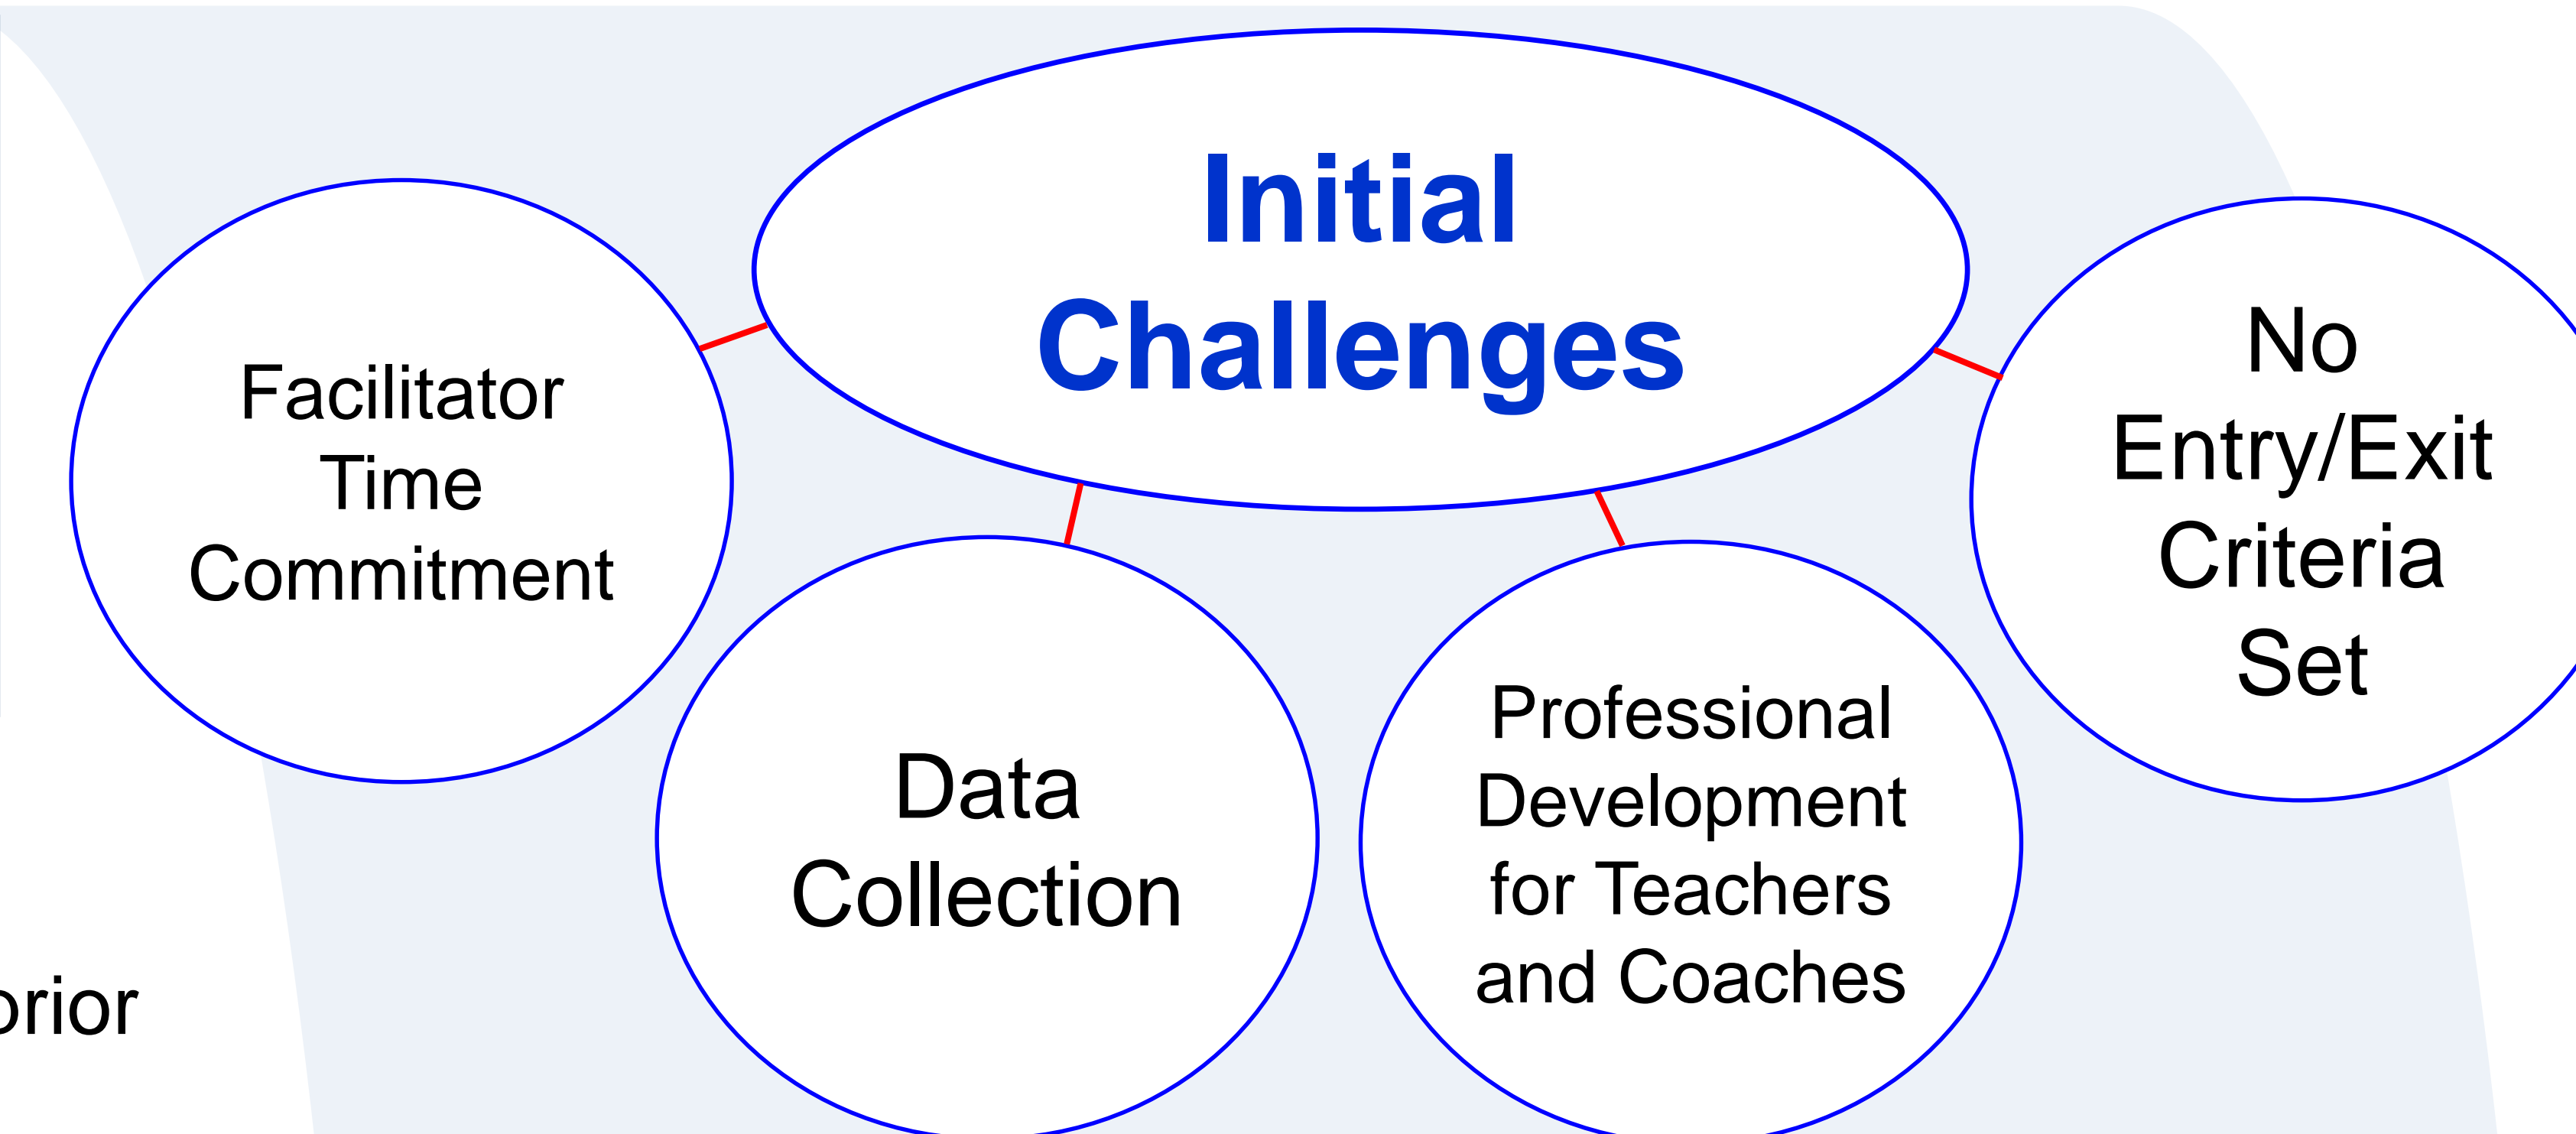 Initial
Challenges
Facilitator
Time
Commitment
No
Entry/Exit
Criteria
Set
Data
Collection
Professional
Development
for Teachers
and Coaches